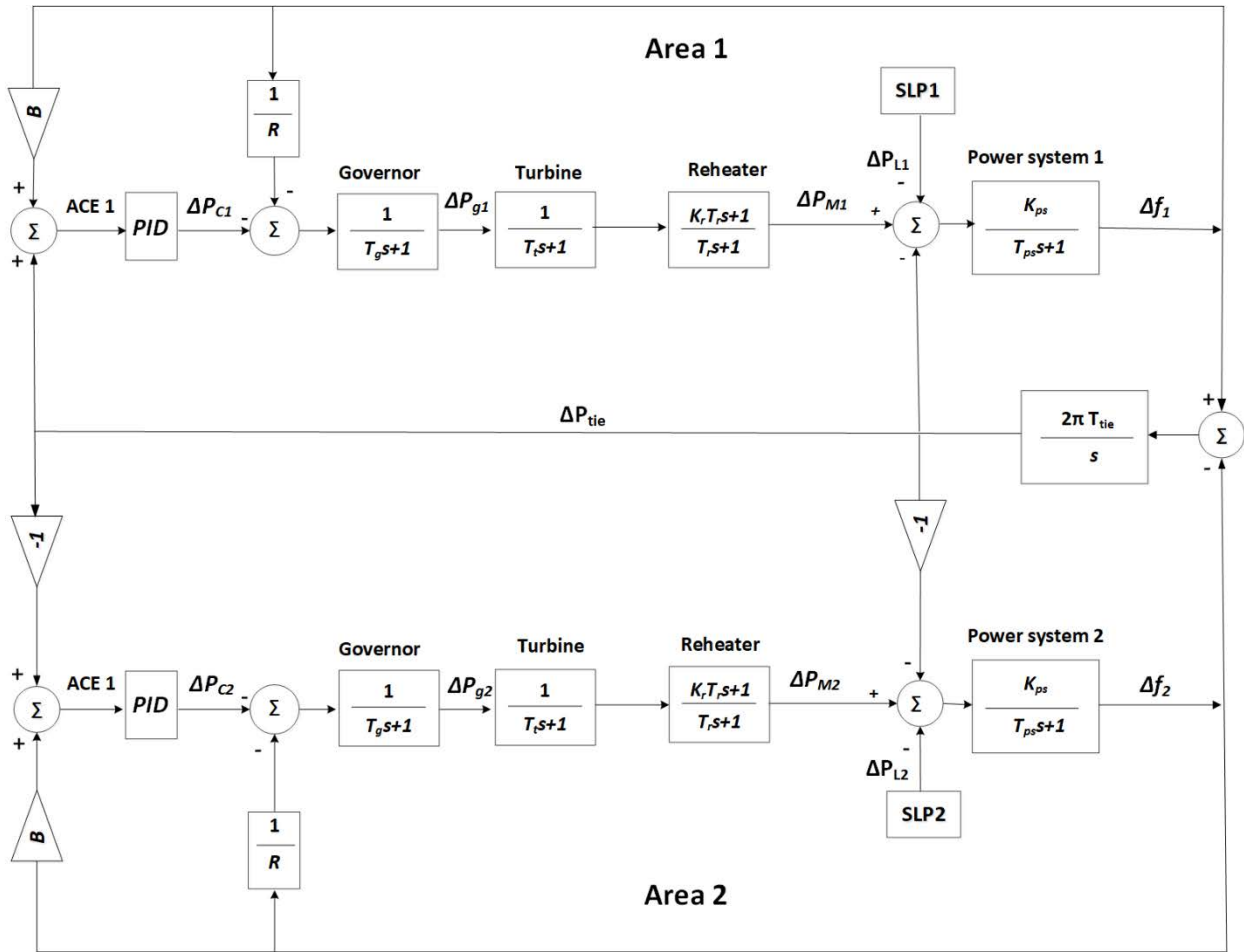 Area 1
B
1
R
SLP1
ΔP_L1
Governor
Turbine
Reheater
Power system 1
+
ACE 1
ΔP_C1
-
-
ΔP_g1
ΔP_M1
+
-
Δf_1
Σ
PID
Σ
1
T_g s+1
1
T_t s+1
K_r T_r s+1
T_r s+1
Σ
K_ps
T_ps s+1
+
-
ΔP_tie
2π T_tie
s
+
Σ
-
-1
-1
Governor
Turbine
Reheater
Power system 2
+
ACE 1
ΔP_C2
-
ΔP_g2
ΔP_M2
+
-
Δf_2
Σ
PID
Σ
1
T_g s+1
1
T_t s+1
K_r T_r s+1
T_r s+1
Σ
K_ps
T_ps s+1
+
-
-
ΔP_L2
B
1
R
SLP2
Area 2